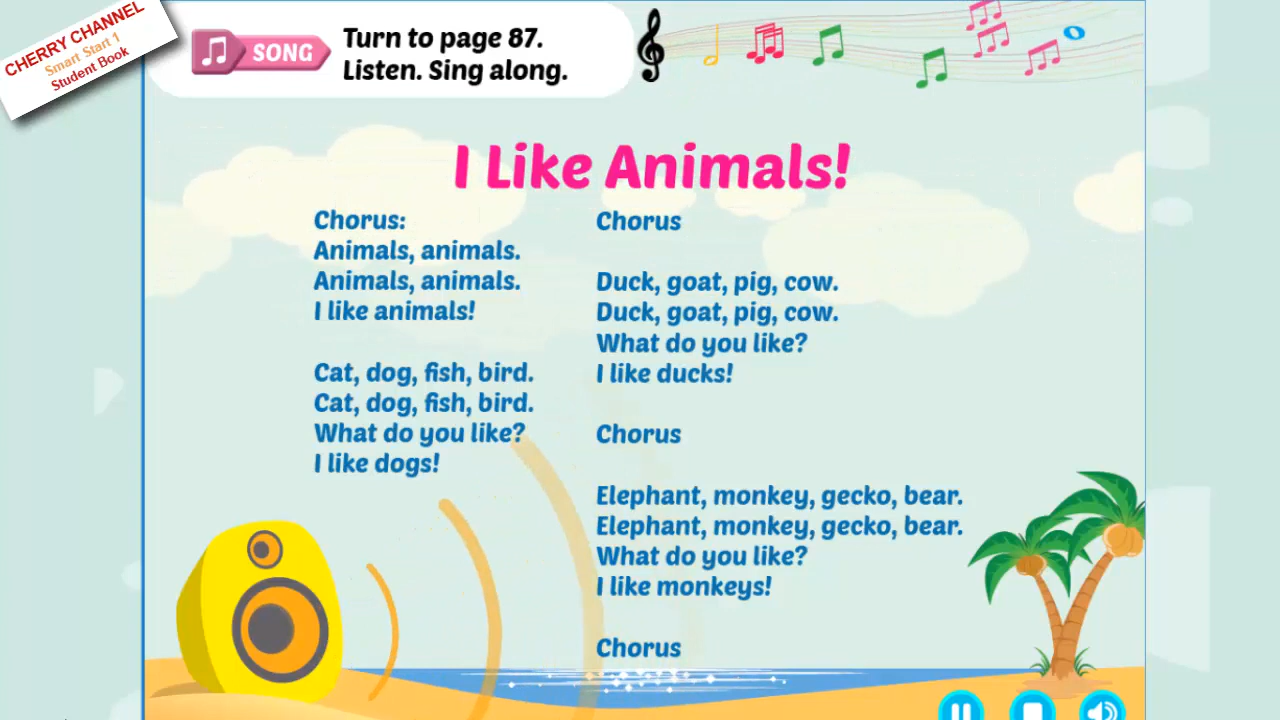 CHERRY CHANNEL
Smart Start 1
Student Book
SONG
Turn to page 87.
Listen. Sing along.
I Like Animals!
Chorus:
Animals, animals.
Animals, animals.
I like animals!
Cat, dog, fish, bird.
Cat, dog, fish, bird.
What do you like?
I like dogs!
Chorus
Duck, goat, pig, cow.
Duck, goat, pig, cow.
What do you like?
I like ducks!
Chorus
Elephant, monkey, gecko, bear.
Elephant, monkey, gecko, bear.
What do you like?
I like monkeys!
Chorus